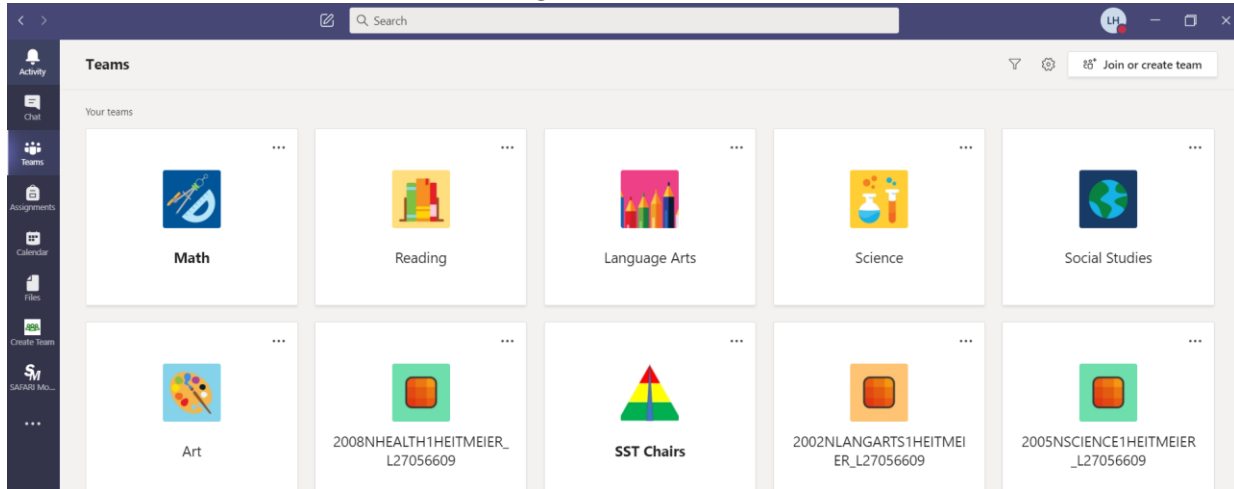 Search
LH
Activity
Teams
Join or create team
Chat
Your teams
Teams
Assignments
Calendar
Files
Create Team
SM
SAFARI Mo...
Math
Reading
Language Arts
Science
Social Studies
Art
2008NHEALTH1HEITMEIER_
L27056609
SST Chairs
2002NLANGARTS1HEITMEI
ER_L27056609
2005NSCIENCE1HEITMEIER
_L27056609